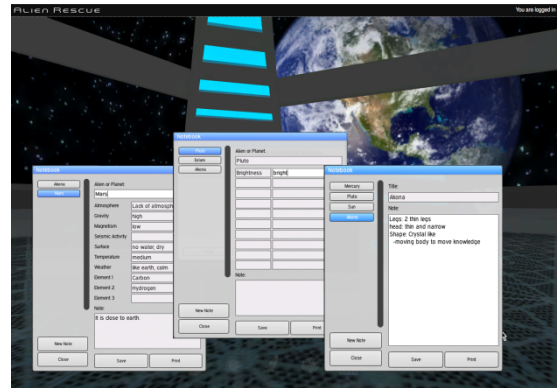 ALIEN RESCUE
You are logged in
Notebook
Akona
Mars
Alien or Planet:
Mars
Atmosphere
Lack of atmosph
Gravity
high
Magnetism
low
Seismic Activity
Surface
no water, dry
Temperature
medium
Weather
like earth, calm
Element 1
Carbon
Element 2
Hydrogen
Element 3
Note:
it is close to earth
New Note
Close
Save
Print
Notebook
Pluto
Akona
Alien or Planet:
Pluto
Brightness
bright
Note:
New Note
Close
Save
Print
Notebook
Mercury
Pluto
Sun
Akona
Title
Akona
Note
Legs: 2 thin legs
head: thin and narrow
Shape: Crystal like
-moving body to move knowledge
New Note
Close
Save
Print